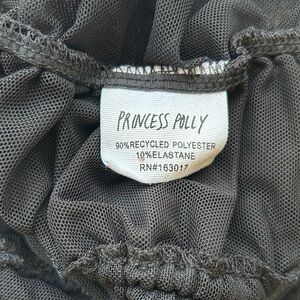 PRINCESS POLLY
90%RECYCLED POLYESTER
10%ELASTANE
RN#163017